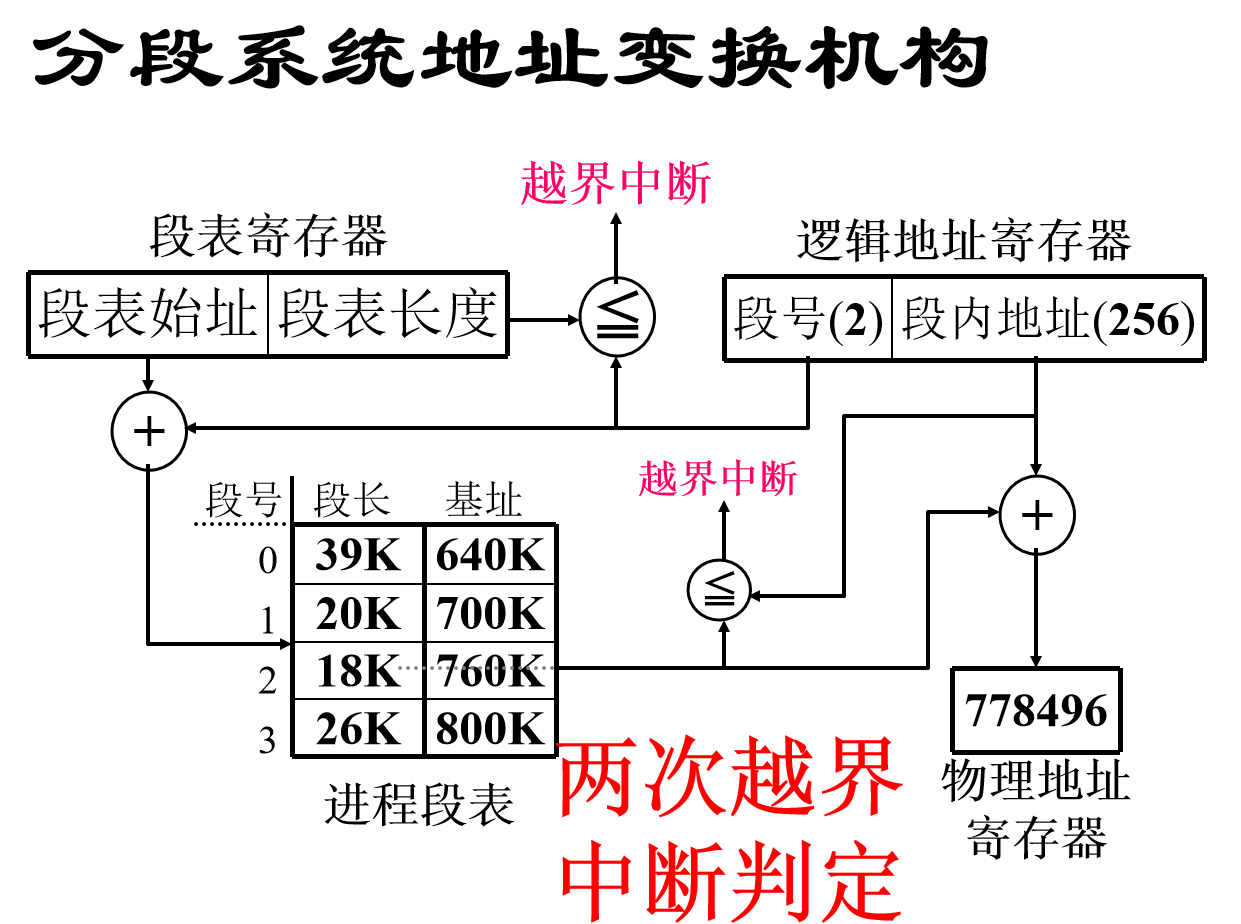 分段系统地址变换机构
越界中断
段表寄存器
逻辑地址寄存器
段表始址 段表长度
≦
段号(2) 段内地址(256)
+
越界中断
段号 段长 基址
+
0 39K 640K
≦
1 20K 700K
2 18K 760K
3 26K 800K
778496
进程段表
物理地址
寄存器
两次越界
中断判定